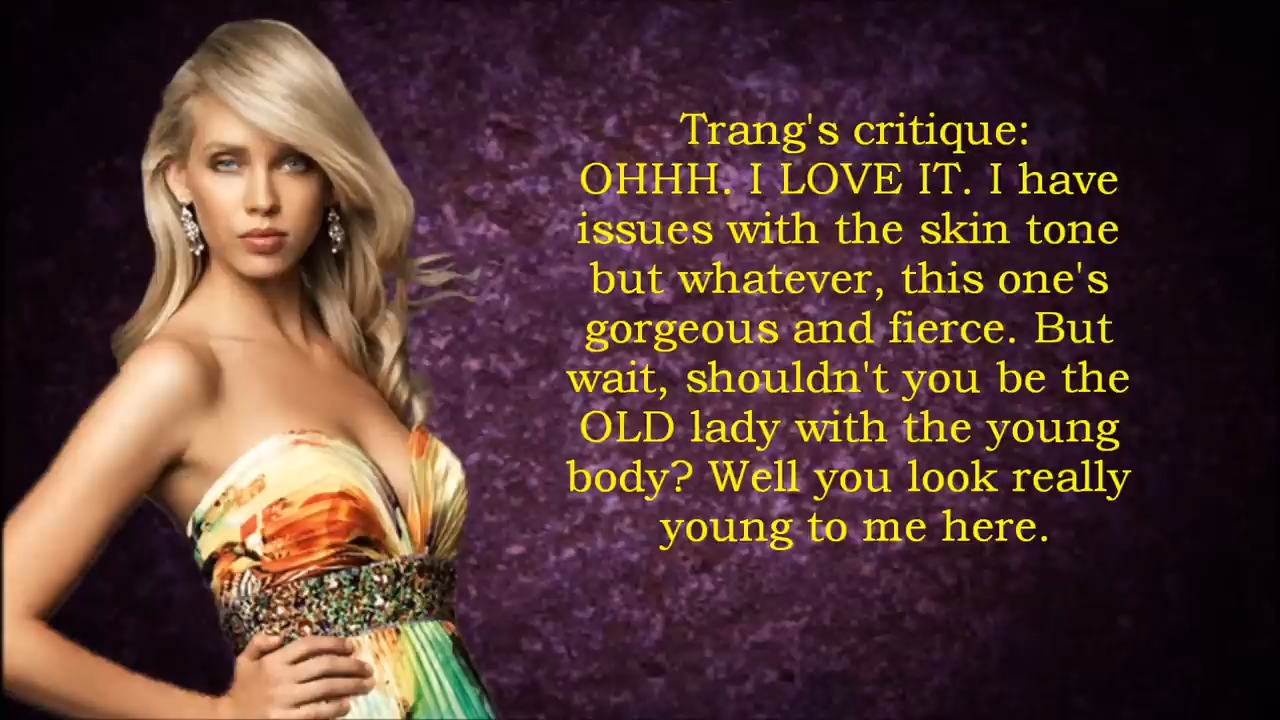 Trang's critique:
OHHH. I LOVE IT. I have
issues with the skin tone
but whatever, this one's
gorgeous and fierce. But
wait, shouldn't you be the
OLD lady with the young
body? Well you look really
young to me here.